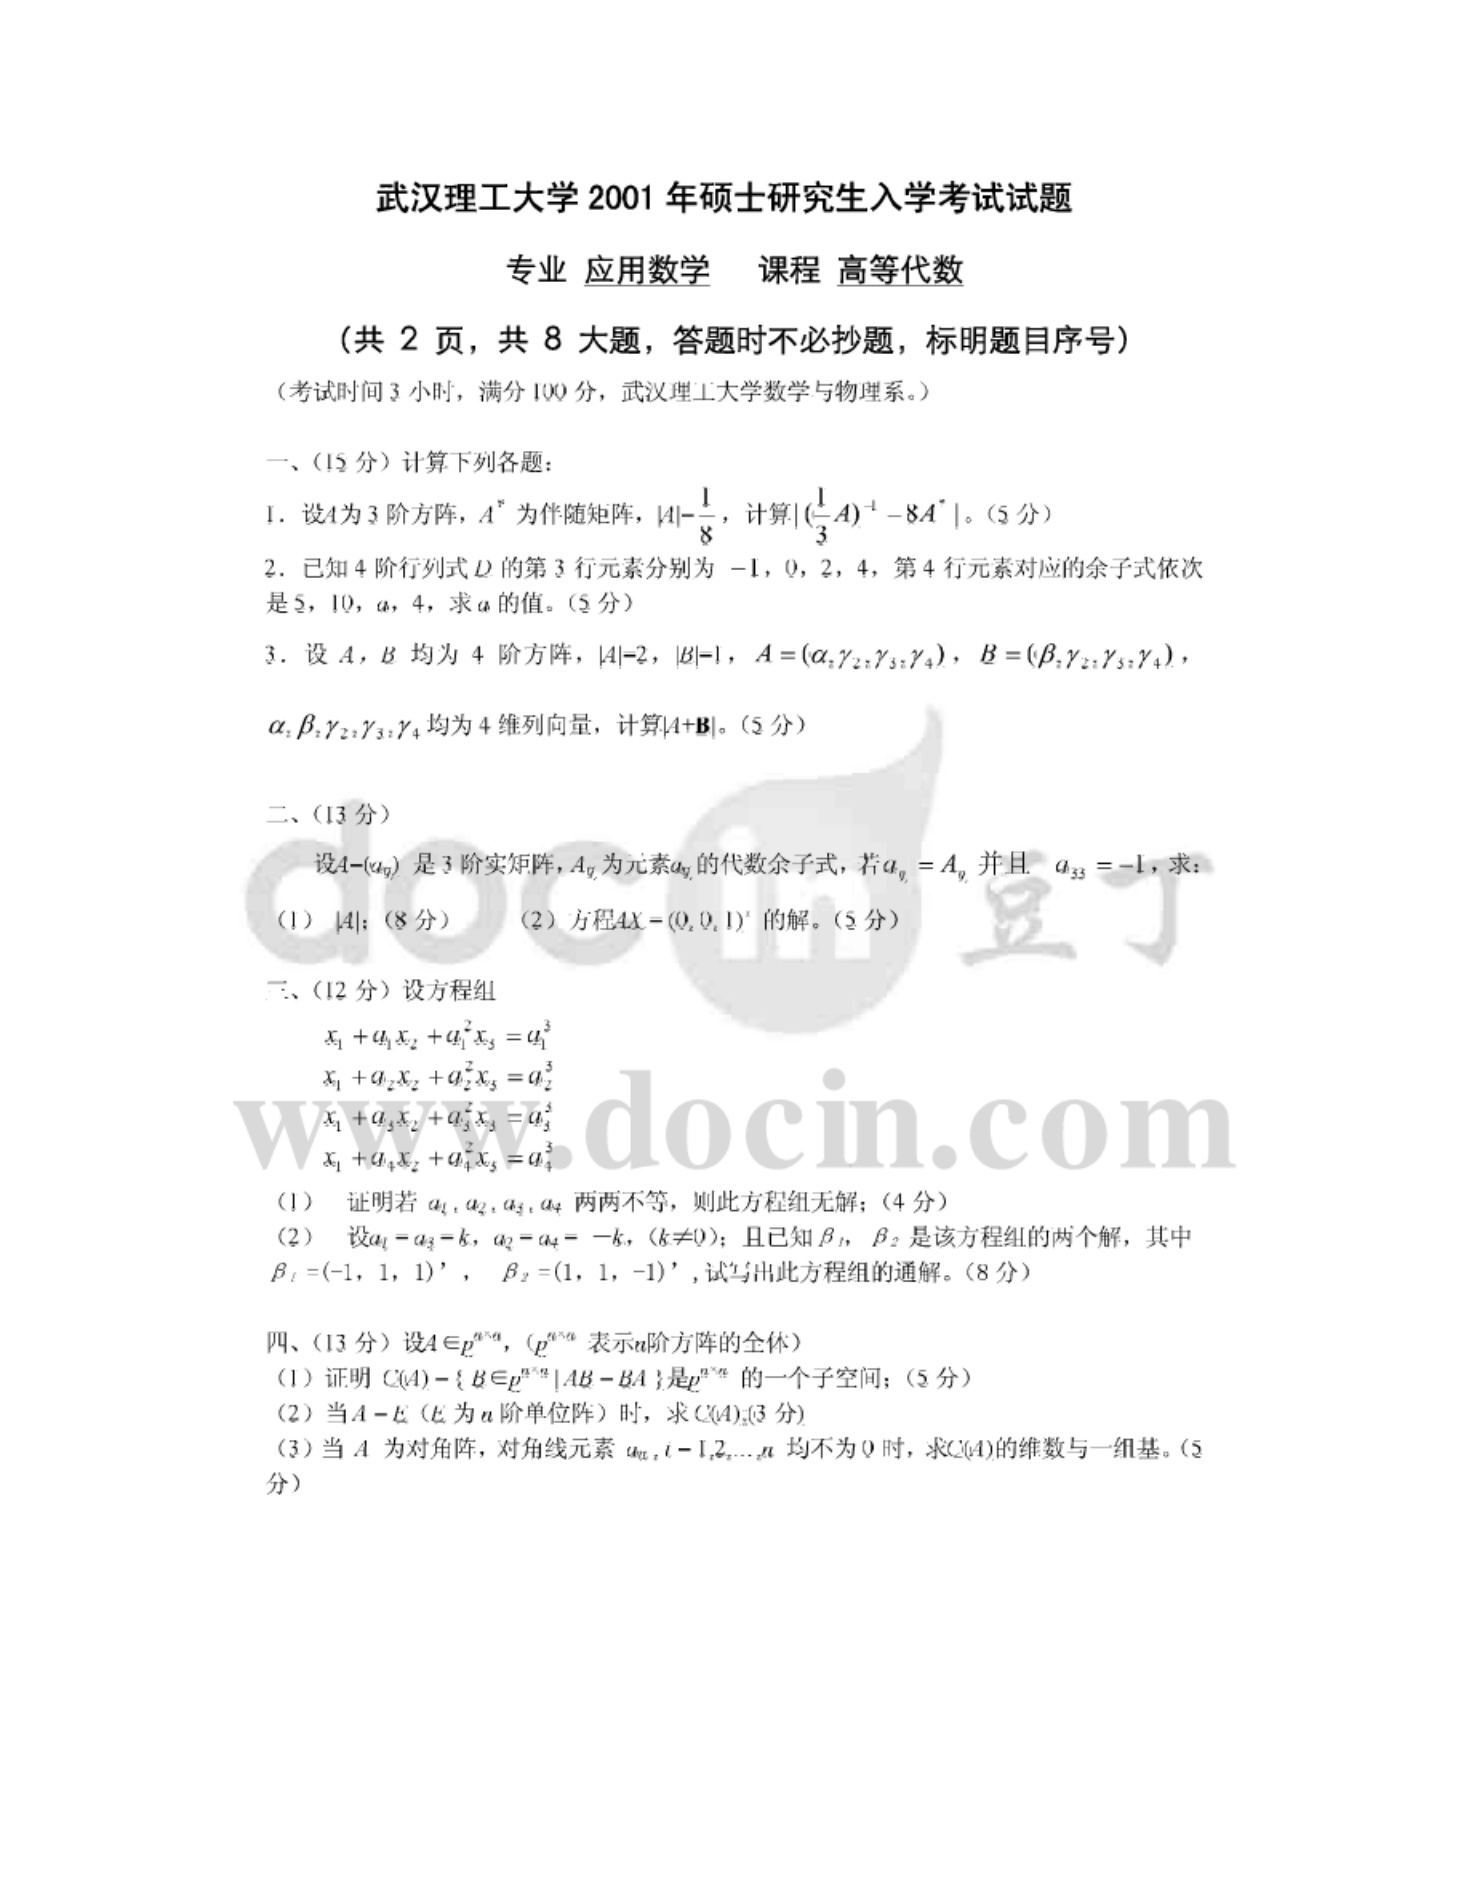 武汉理工大学 2001 年硕士研究生入学考试试题
专业 应用数学 课程 高等代数
（共 2 页，共 8 大题，答题时不必抄题，标明题目序号）
（考试时间 3 小时，满分 100 分，武汉理工大学数学与物理系。）
一、（15 分）计算下列各题：
1．设A为 3 阶方阵，A* 为伴随矩阵，|A|=1/8，计算|(1/3 A)⁻¹ －8A*|。（5 分）
2．已知 4 阶行列式 D 的第 3 行元素分别为 －1，0，2，4，第 4 行元素对应的余子式依次
是 5，10，a，4，求 a 的值。（5 分）
3．设 A，B 均为 4 阶方阵，|A|=2，|B|=1，A＝(α,γ₂,γ₃,γ₄)，B＝(β,γ₂,γ₃,γ₄)，
α,β,γ₂,γ₃,γ₄ 均为 4 维列向量，计算|A+B|。（5 分）
二、（13 分）
设A=(aᵢⱼ) 是 3 阶实矩阵，Aᵢⱼ 为元素aᵢⱼ 的代数余子式，若aᵢⱼ = Aᵢⱼ 并且 a₃₃ = −1，求：
（1） |A|；（8 分） （2）方程AX = (0, 0, 1)' 的解。（5 分）
三、（12 分）设方程组
x₁ + a₁x₂ + a₁²x₃ = a₁³
x₁ + a₂x₂ + a₂²x₃ = a₂³
x₁ + a₃x₂ + a₃²x₃ = a₃³
x₁ + a₄x₂ + a₄²x₃ = a₄³
（1） 证明若 a₁ , a₂ , a₃ , a₄ 两两不等，则此方程组无解；（4 分）
（2） 设a₁ = a₃ = k，a₂ = a₄ = －k，（k≠0）；且已知 β₁， β₂ 是该方程组的两个解，其中
β₁ =(-1，1，1)’， β₂ =(1，1，-1)’,试写出此方程组的通解。（8 分）
四、（13 分）设A∈pⁿˣⁿ，（pⁿˣⁿ 表示n阶方阵的全体）
（1）证明 C(A) = { B∈pⁿˣⁿ | AB = BA }是pⁿˣⁿ 的一个子空间；（5 分）
（2）当 A = E（E 为 n 阶单位阵）时，求 C(A);(3 分)
（3）当 A 为对角阵，对角线元素 aᵢᵢ , i = 1,2,…,n 均不为 0 时，求C(A)的维数与一组基。（5
分）
docin 豆丁
www.docin.com